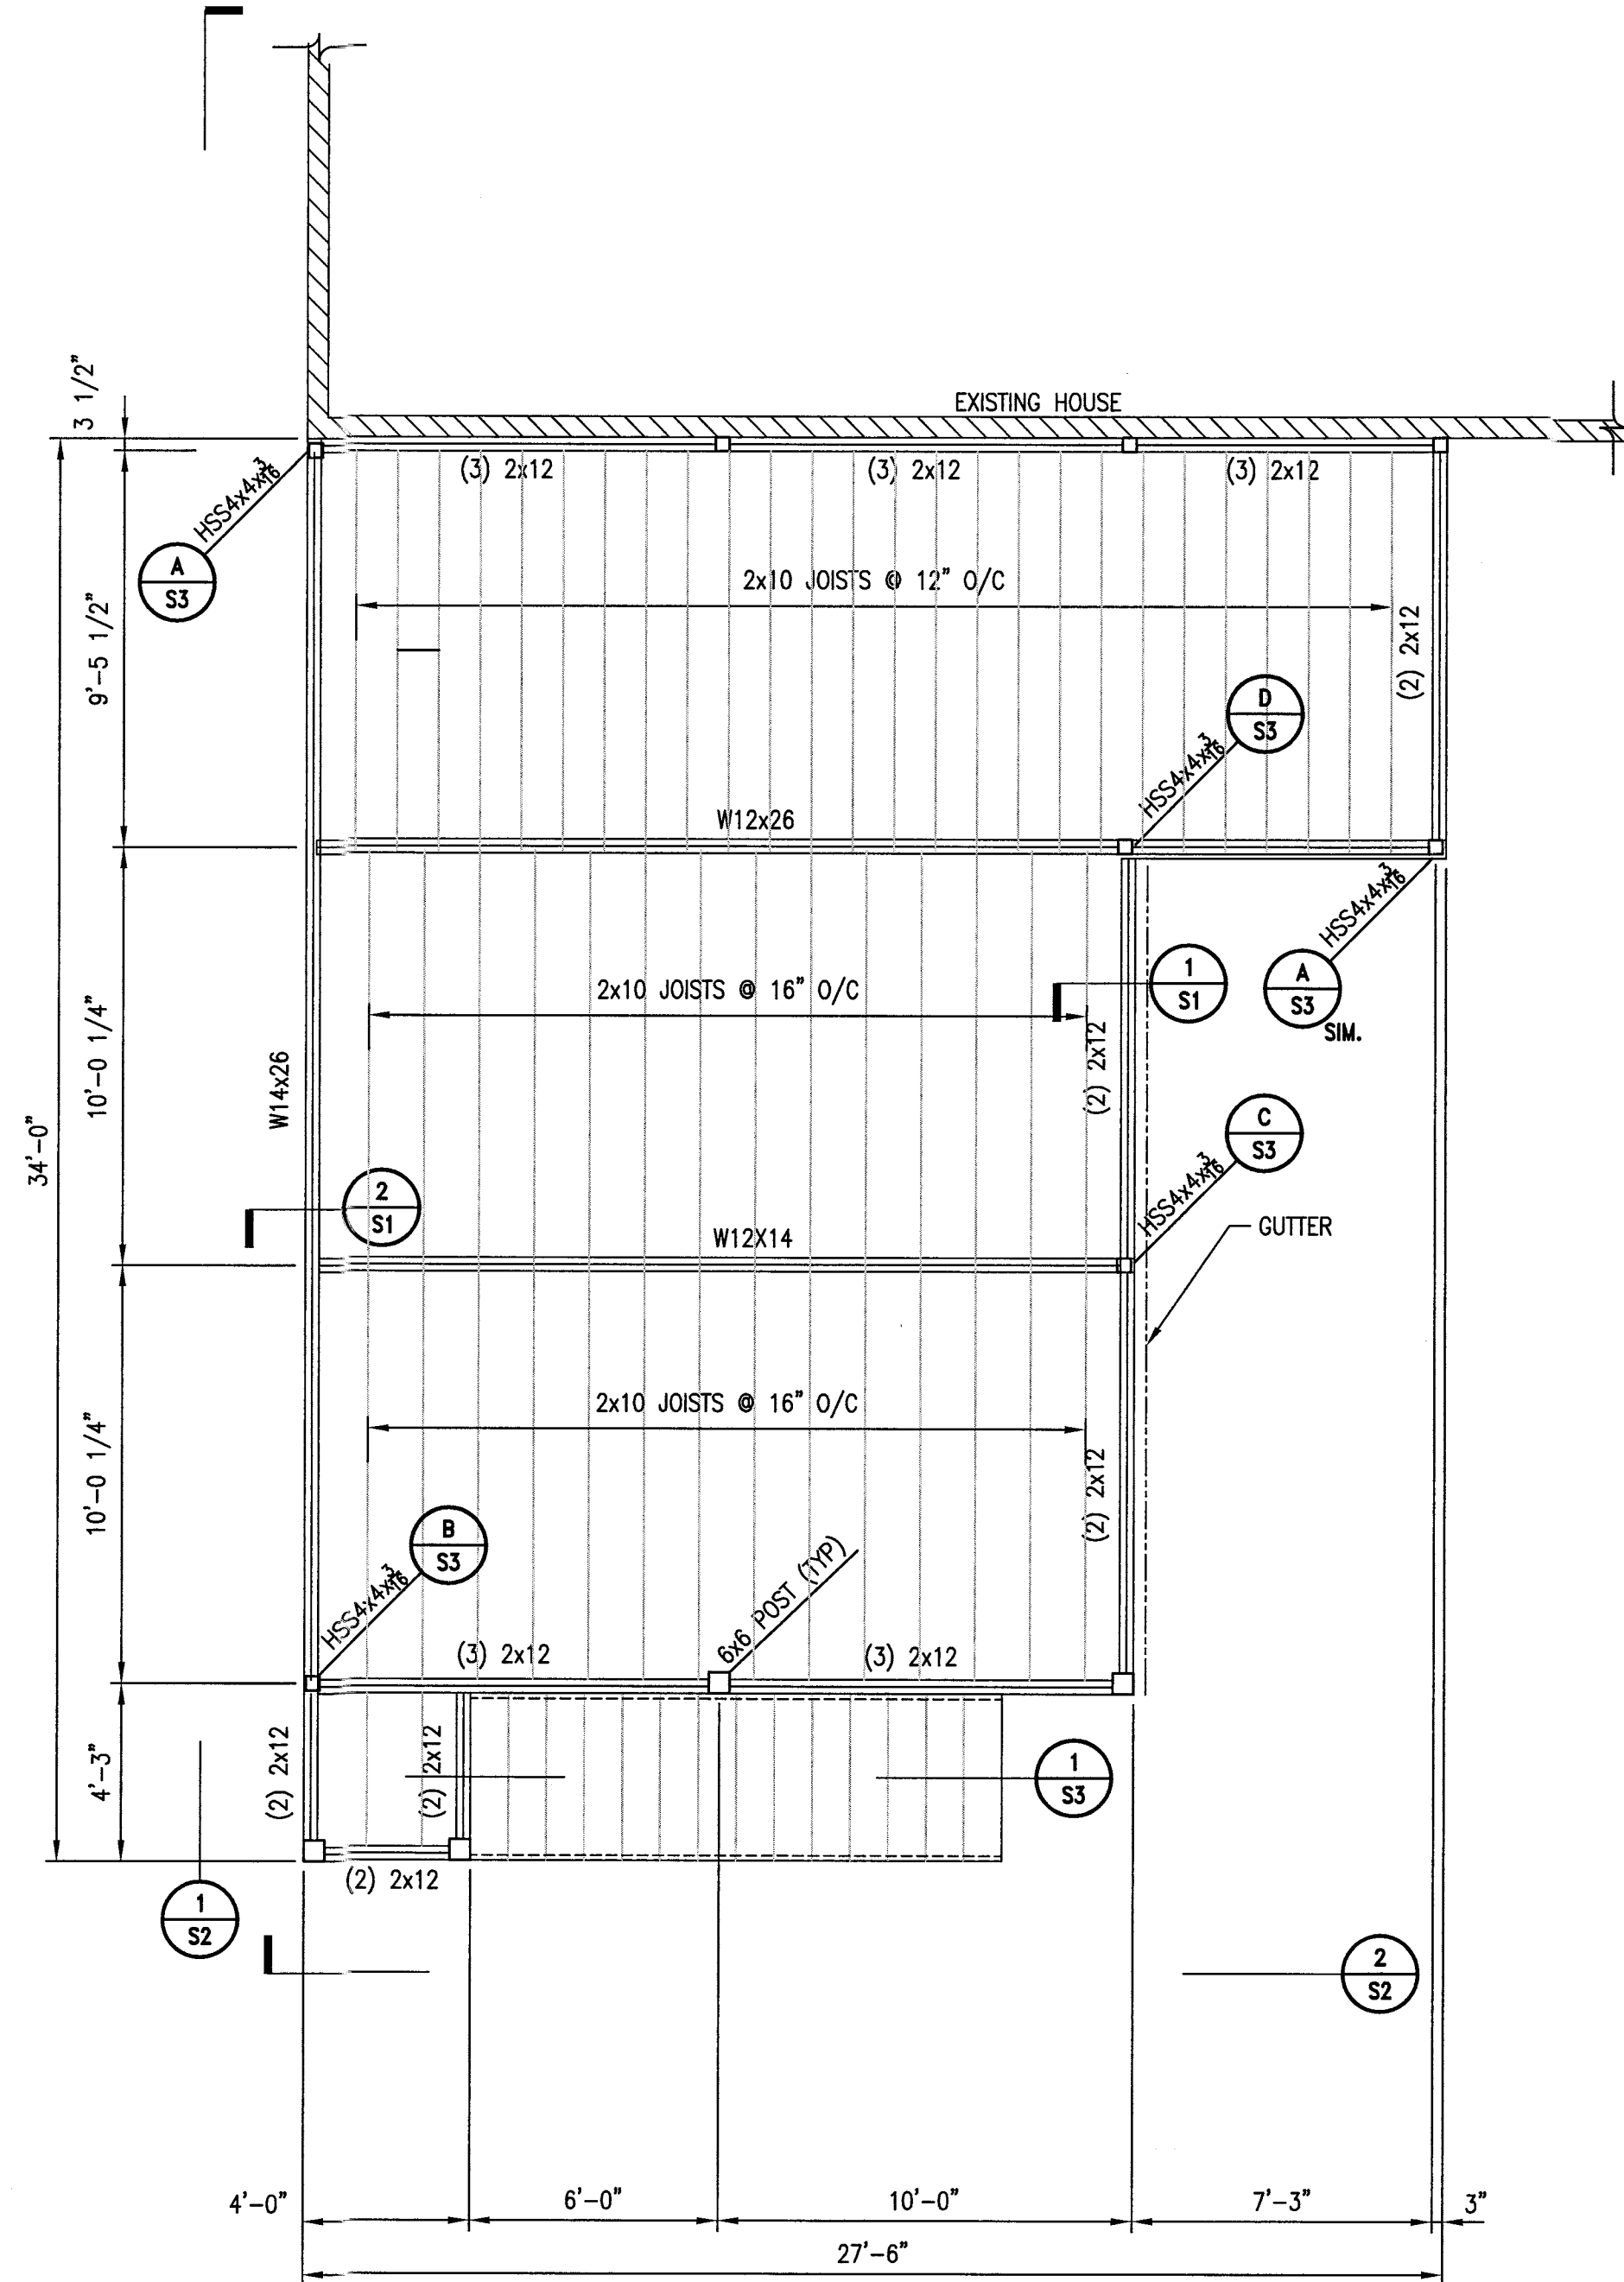 EXISTING HOUSE
3 1/2"
(3) 2x12
(3) 2x12
(3) 2x12
HSS4x4x3/16
A
S3
2x10 JOISTS @ 12" O/C
9'-5 1/2"
(2) 2x12
D
S3
HSS4x4x3/16
W12x26
HSS4x4x3/16
A
S3
SIM.
1
S1
2x10 JOISTS @ 16" O/C
10'-0 1/4"
W14x26
(2) 2x12
34'-0"
C
S3
HSS4x4x3/16
2
S1
W12X14
GUTTER
2x10 JOISTS @ 16" O/C
10'-0 1/4"
(2) 2x12
B
S3
HSS4x4x3/16
6x6 POST (TYP)
(3) 2x12
(3) 2x12
4'-3"
(2) 2x12
(2) 2x12
1
S3
(2) 2x12
1
S2
2
S2
4'-0"
6'-0"
10'-0"
7'-3"
3"
27'-6"